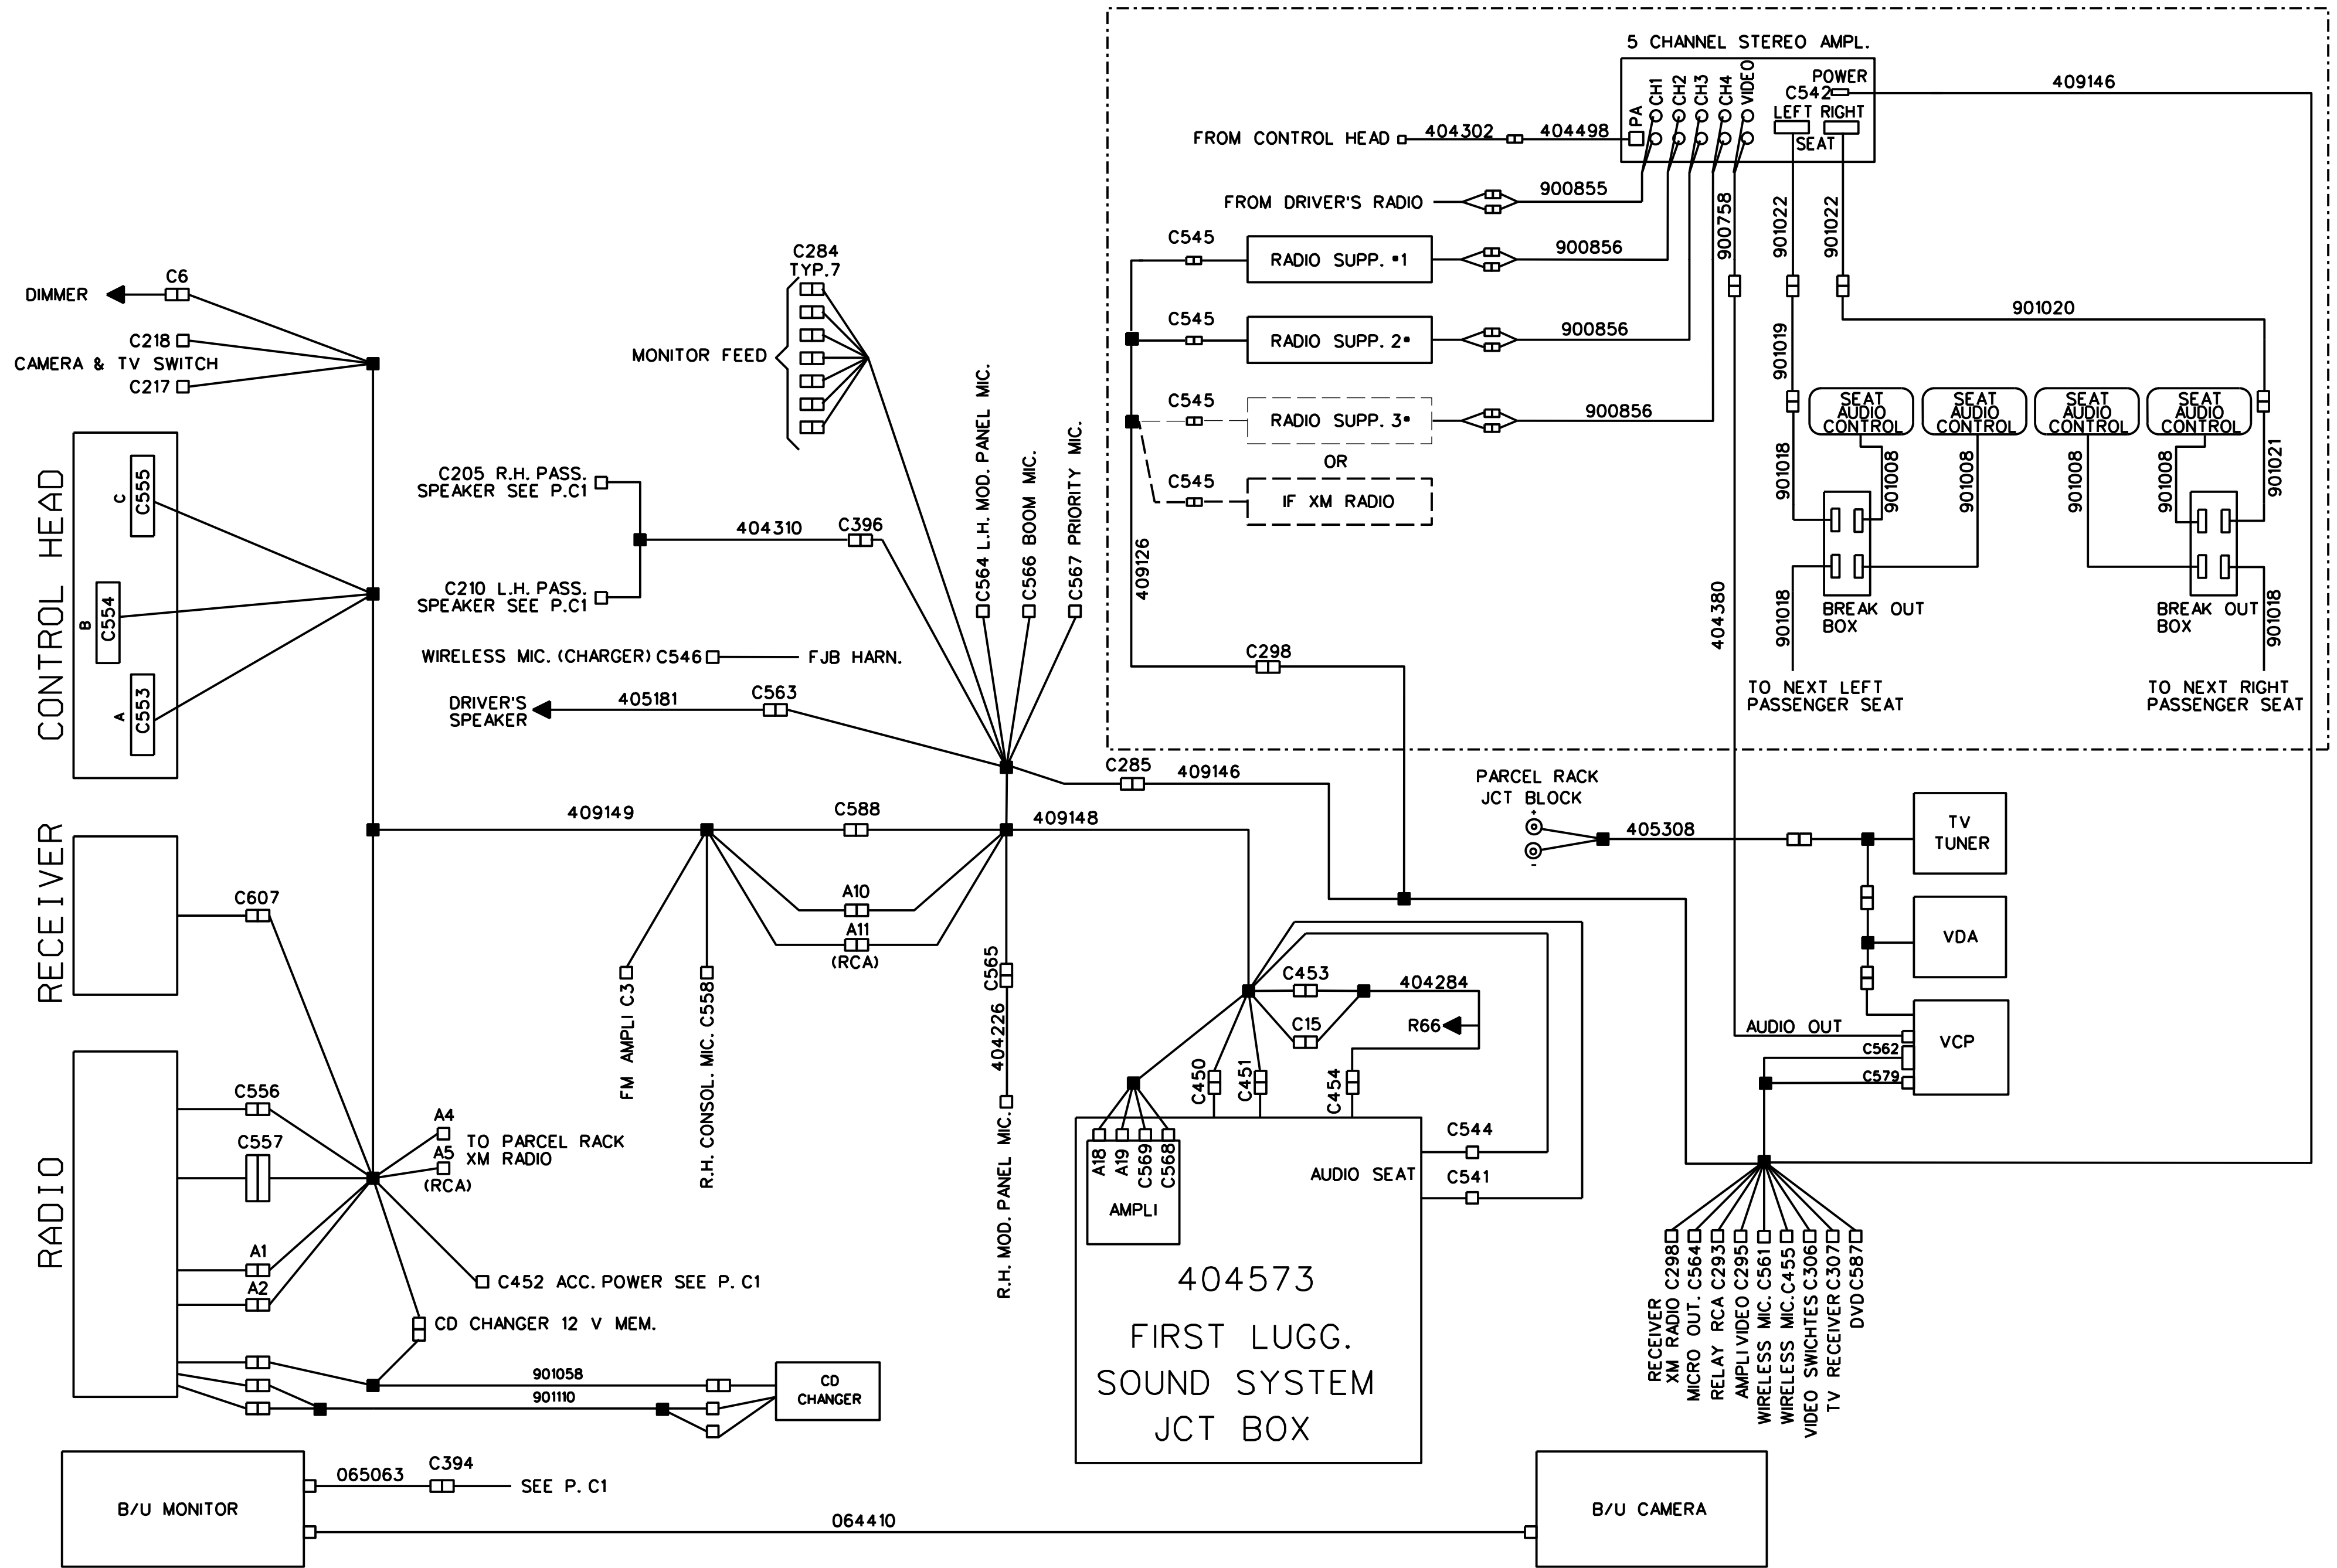 5 CHANNEL STEREO AMPL.
POWER
C542
LEFT RIGHT
SEAT
PA
CH1
CH2
CH3
CH4
VIDEO
409146
FROM CONTROL HEAD
404302
404498
FROM DRIVER'S RADIO
900855
C545
RADIO SUPP. •1
900856
C545
RADIO SUPP. 2•
900856
C545
RADIO SUPP. 3•
900856
OR
C545
IF XM RADIO
409126
C298
900758
901022
901022
901019
901020
SEAT
AUDIO
CONTROL
SEAT
AUDIO
CONTROL
SEAT
AUDIO
CONTROL
SEAT
AUDIO
CONTROL
901018
901008
901008
901008
901008
901021
404380
901018
BREAK OUT
BOX
BREAK OUT
BOX
901018
TO NEXT LEFT
PASSENGER SEAT
TO NEXT RIGHT
PASSENGER SEAT
DIMMER
C6
C218
CAMERA & TV SWITCH
C217
CONTROL HEAD
C
C555
B
C554
A
C553
C284
TYP.7
MONITOR FEED
C205 R.H. PASS.
SPEAKER SEE P.C1
404310
C396
C210 L.H. PASS.
SPEAKER SEE P.C1
WIRELESS MIC. (CHARGER) C546
FJB HARN.
DRIVER'S
SPEAKER
405181
C563
C564 L.H. MOD. PANEL MIC.
C566 BOOM MIC.
C567 PRIORITY MIC.
C285
409146
409149
C588
409148
A10
A11
(RCA)
FM AMPLI C3
R.H. CONSOL. MIC. C558
C565
404226
R.H. MOD. PANEL MIC.
RECEIVER
C607
RADIO
C556
C557
A1
A2
A4
A5
(RCA)
TO PARCEL RACK
XM RADIO
C452 ACC. POWER SEE P. C1
CD CHANGER 12 V MEM.
901058
901110
CD
CHANGER
PARCEL RACK
JCT BLOCK
+
-
405308
TV
TUNER
VDA
VCP
AUDIO OUT
C562
C579
C453
404284
C15
R66
C450
C451
C454
A18
A19
C569
C568
AMPLI
AUDIO SEAT
C544
C541
404573
FIRST LUGG.
SOUND SYSTEM
JCT BOX
RECEIVER
XM RADIO C298
MICRO OUT. C564
RELAY RCA C293
AMPLI VIDEO C295
WIRELESS MIC. C561
WIRELESS MIC. C455
VIDEO SWICHTES C306
TV RECEIVER C307
DVD C587
B/U MONITOR
065063
C394
SEE P. C1
064410
B/U CAMERA